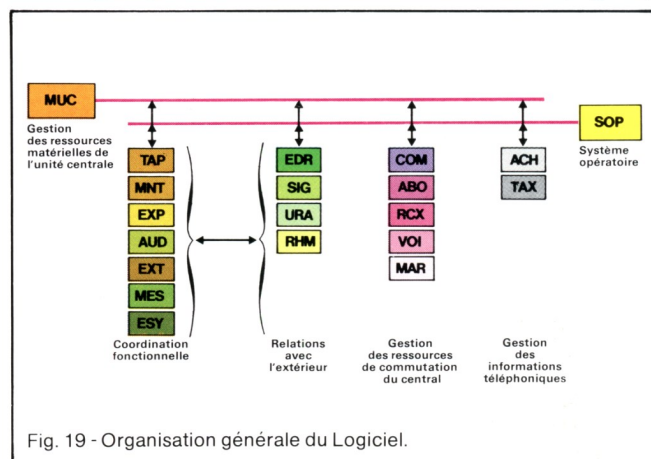 MUC
Gestion
des ressources
matérielles de
l'unité centrale
SOP
Système
opératoire
TAP
MNT
EXP
AUD
EXT
MES
ESY
Coordination
fonctionnelle
EDR
SIG
URA
RHM
Relations
avec
l'extérieur
COM
ABO
RCX
VOI
MAR
Gestion
des ressources
de commutation
du central
ACH
TAX
Gestion
des
informations
téléphoniques
Fig. 19 - Organisation générale du Logiciel.